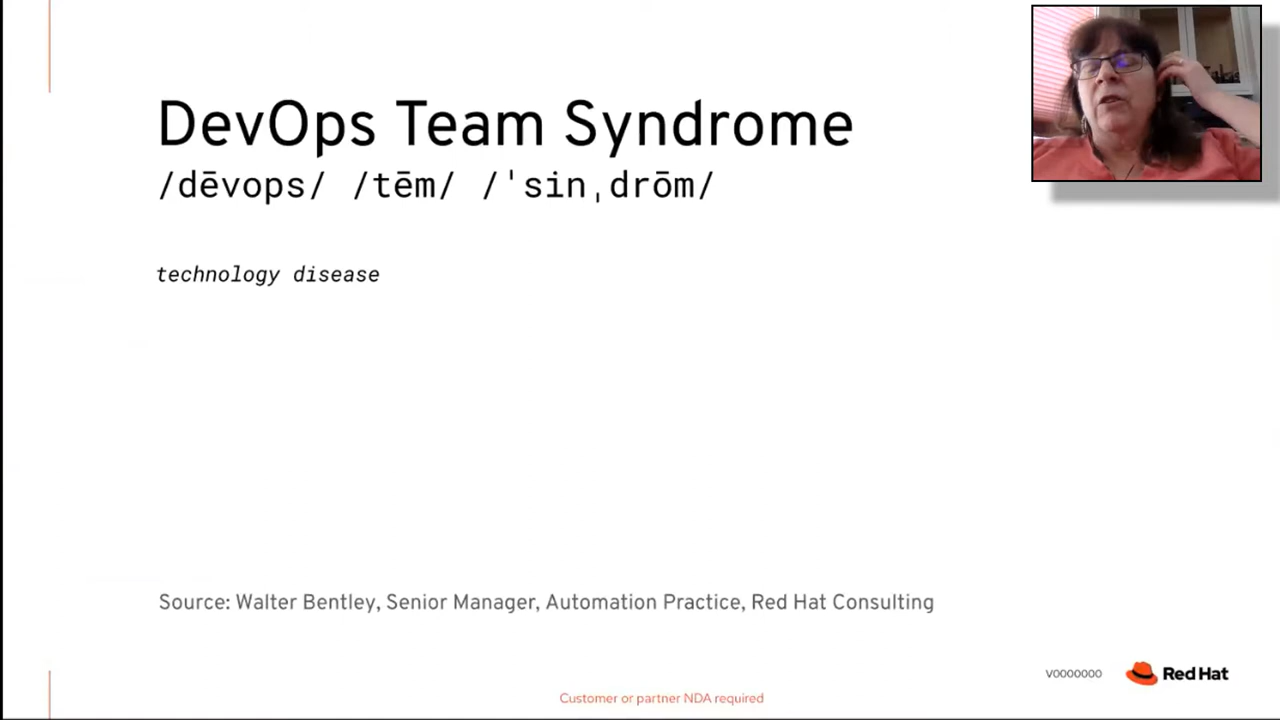 DevOps Team Syndrome
/dēvops/ /tēm/ /ˈsinˌdrōm/
technology disease
Source: Walter Bentley, Senior Manager, Automation Practice, Red Hat Consulting
V0000000
Red Hat
Customer or partner NDA required